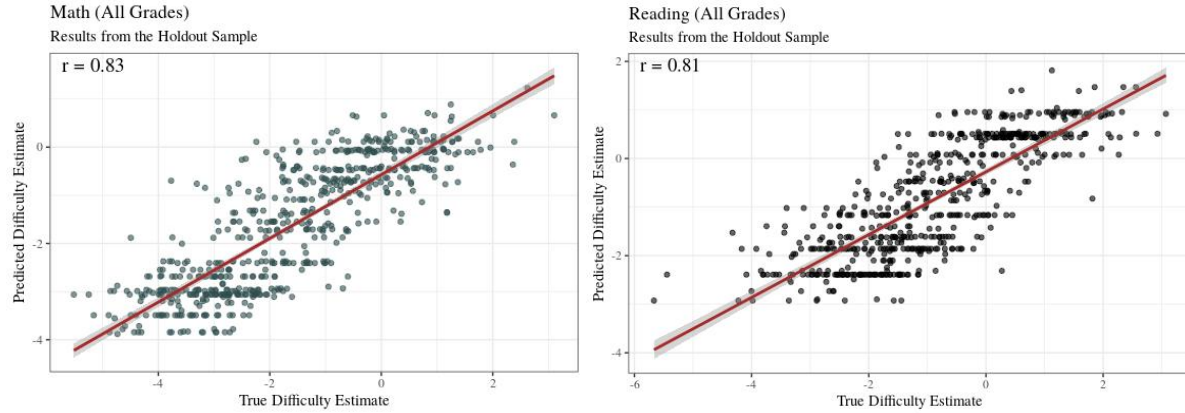 Math (All Grades)
Results from the Holdout Sample
r = 0.83
0
-2
-4
-4
-2
0
2
Predicted Difficulty Estimate
True Difficulty Estimate
Reading (All Grades)
Results from the Holdout Sample
r = 0.81
2
0
-2
-4
-6
-4
-2
0
2
Predicted Difficulty Estimate
True Difficulty Estimate